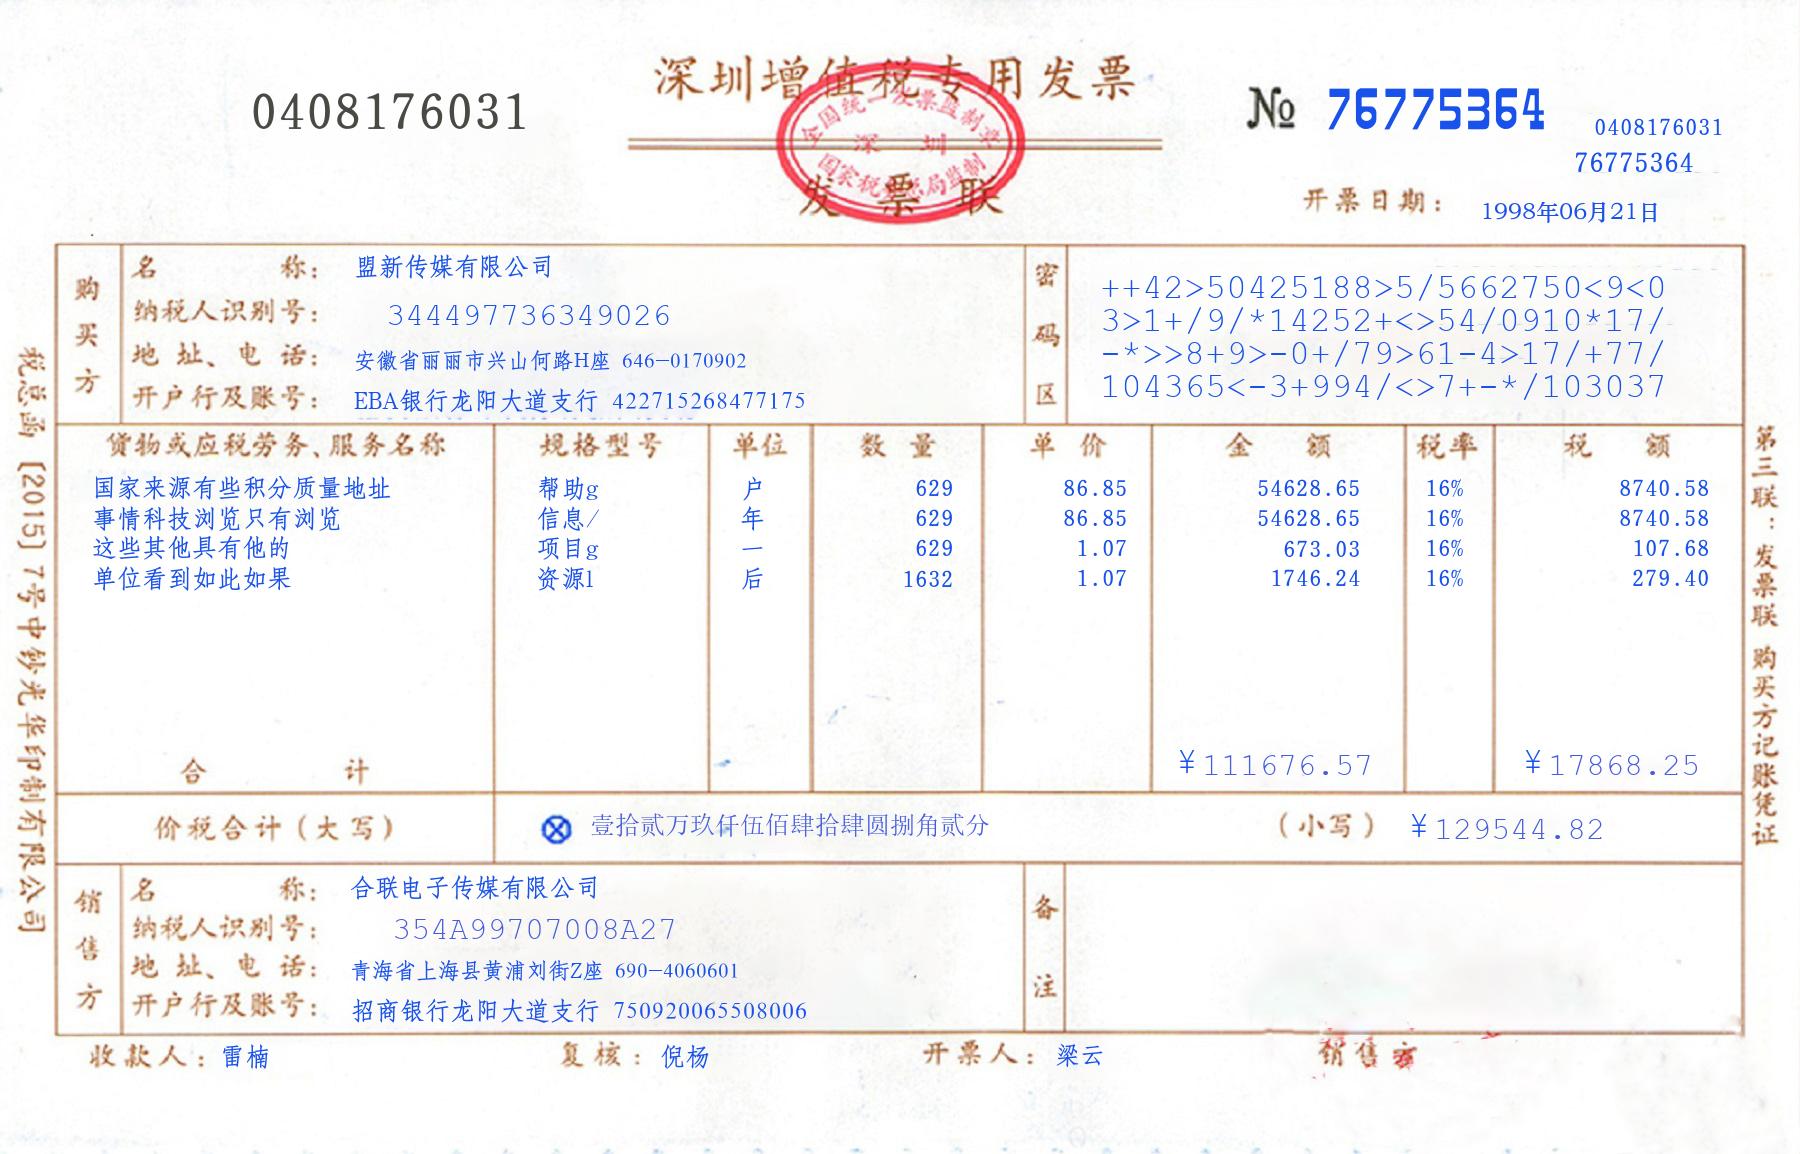 深圳增值税专用发票
0408176031
№ 76775364
0408176031
76775364
全国统一发票监制章
深 圳
国家税务总局监制
发票联
开票日期： 1998年06月21日
购买方
名 称： 盟新传媒有限公司
纳税人识别号： 344497736349026
地址、电话： 安徽省丽丽市兴山何路H座 646-0170902
开户行及账号： EBA银行龙阳大道支行 422715268477175
密码区
++42>50425188>5/5662750<9<0
3>1+/9/*14252+<>54/0910*17/
-*>>8+9>-0+/79>61-4>17/+77/
104365<-3+994/<>7+-*/103037
货物或应税劳务、服务名称 规格型号 单位 数量 单价 金额 税率 税额
国家来源有些积分质量地址 帮助g 户 629 86.85 54628.65 16% 8740.58
事情科技浏览只有浏览 信息/ 年 629 86.85 54628.65 16% 8740.58
这些其他具有他的 项目g 一 629 1.07 673.03 16% 107.68
单位看到如此如果 资源l 后 1632 1.07 1746.24 16% 279.40
合计 ¥111676.57 ¥17868.25
价税合计（大写） ⊗ 壹拾贰万玖仟伍佰肆拾肆圆捌角贰分 （小写） ¥129544.82
销售方
名 称： 合联电子传媒有限公司
纳税人识别号： 354A99707008A27
地址、电话： 青海省上海县黄浦刘街Z座 690-4060601
开户行及账号： 招商银行龙阳大道支行 750920065508006
备注
收款人：雷楠 复核：倪杨 开票人：梁云 销售方
税总函［2015］7号中钞光华印制有限公司
第三联：发票联 购买方记账凭证